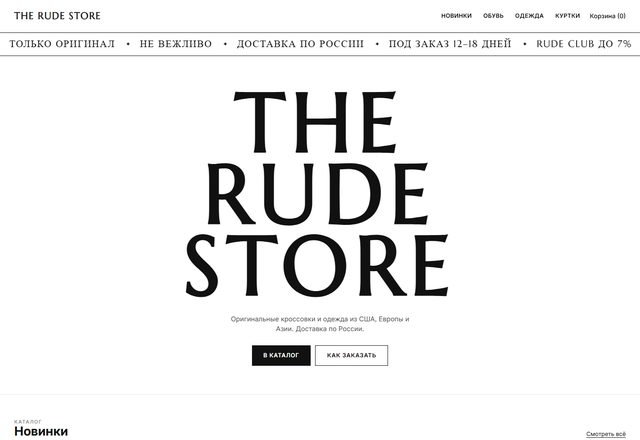 THE RUDE STORE
НОВИНКИ ОБУВЬ ОДЕЖДА КУРТКИ Корзина (0)
ТОЛЬКО ОРИГИНАЛ • НЕ ВЕЖЛИВО • ДОСТАВКА ПО РОССИИ • ПОД ЗАКАЗ 12–18 ДНЕЙ • RUDE CLUB ДО 7%
THE
RUDE
STORE
Оригинальные кроссовки и одежда из США, Европы и
Азии. Доставка по России.
В КАТАЛОГ
КАК ЗАКАЗАТЬ
КАТАЛОГ
Новинки
Смотреть всё